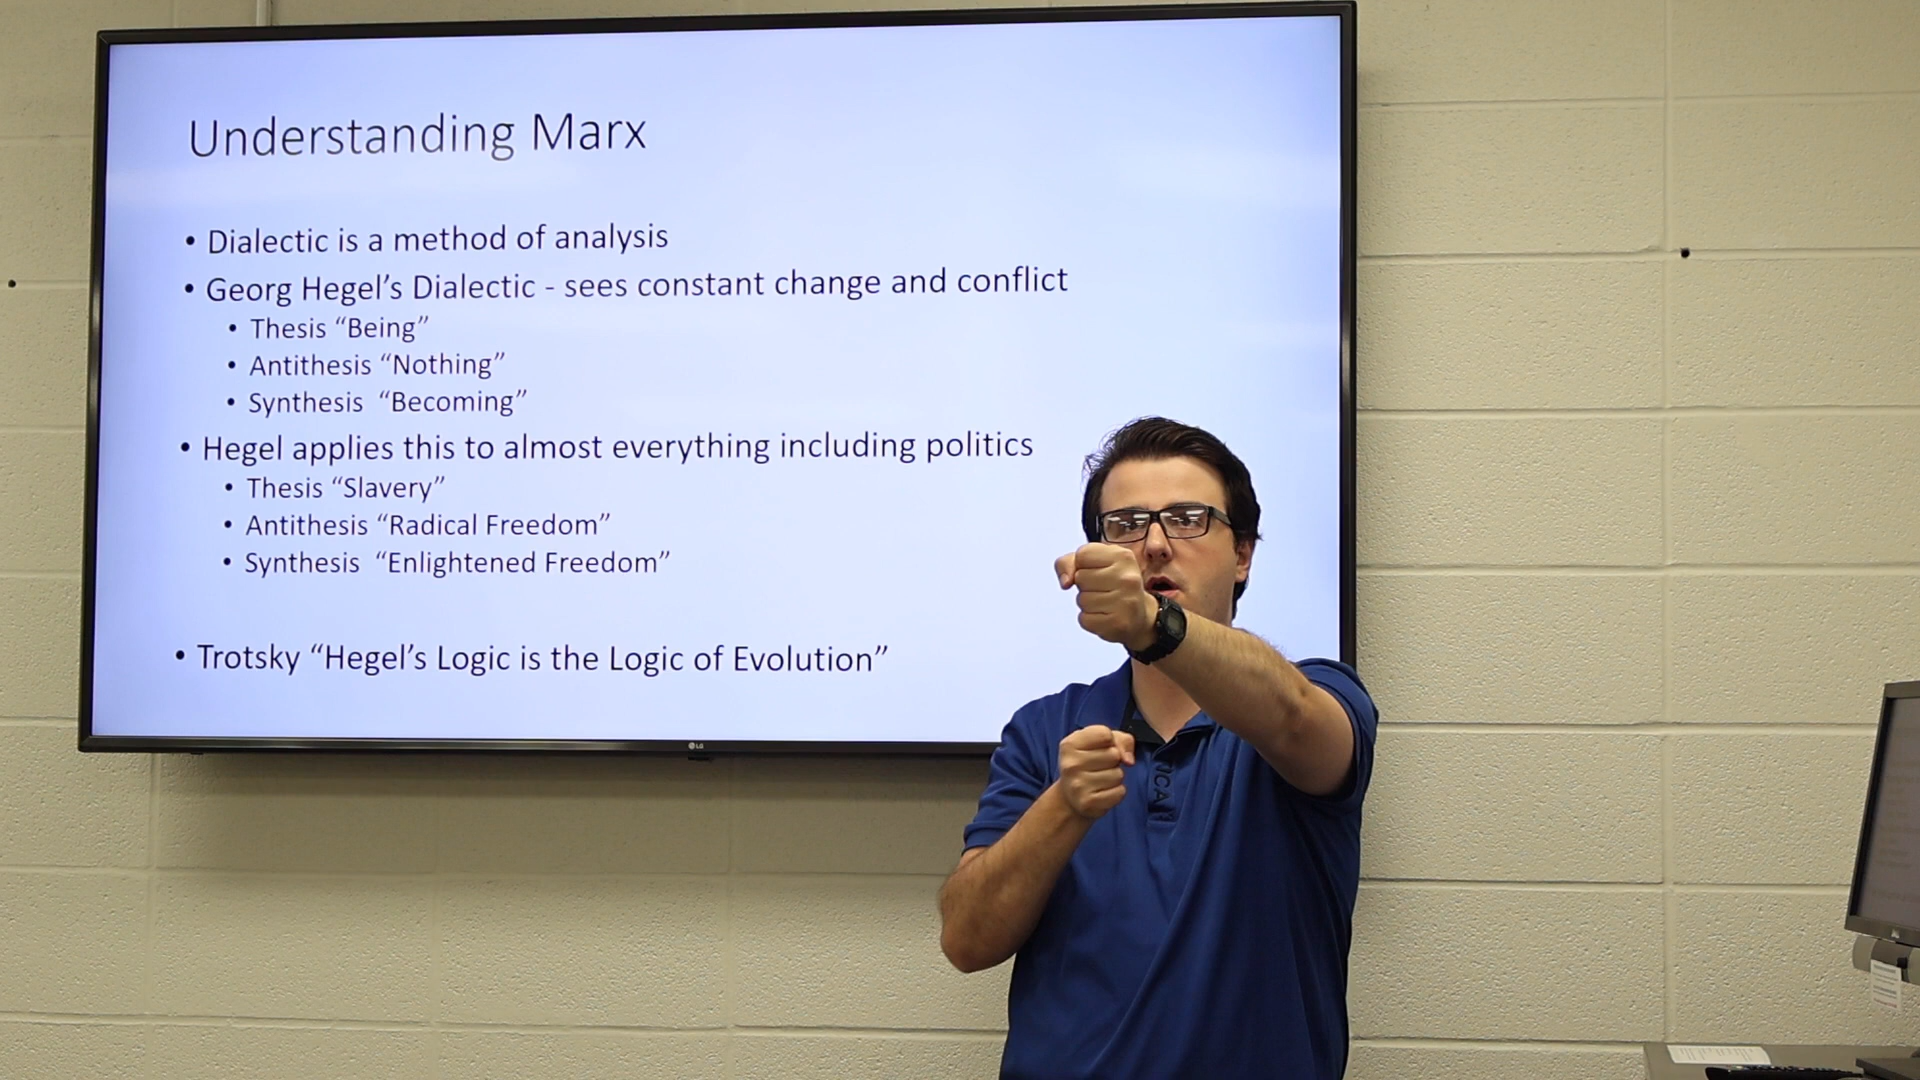 Understanding Marx
• Dialectic is a method of analysis
• Georg Hegel’s Dialectic - sees constant change and conflict
• Thesis “Being”
• Antithesis “Nothing”
• Synthesis “Becoming”
• Hegel applies this to almost everything including politics
• Thesis “Slavery”
• Antithesis “Radical Freedom”
• Synthesis “Enlightened Freedom”
• Trotsky “Hegel’s Logic is the Logic of Evolution”
LG